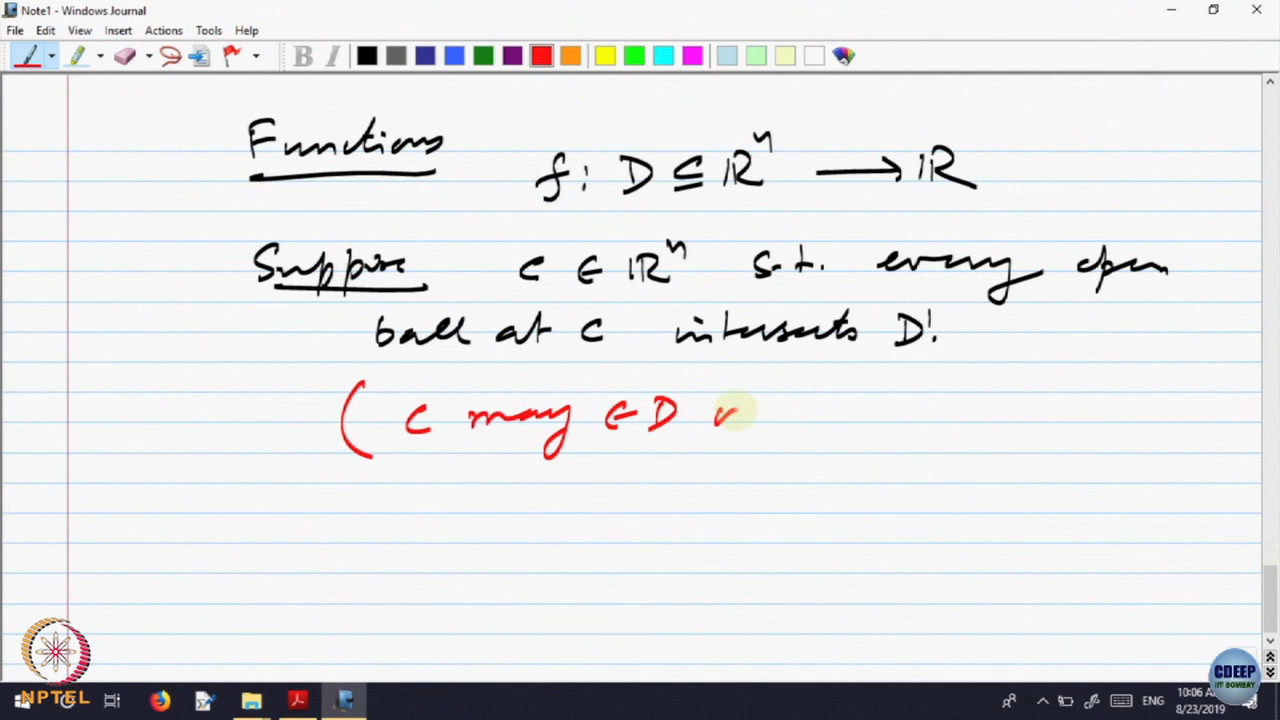 Note1 - Windows Journal
File Edit View Insert Actions Tools Help
B I
Functions f: D ⊆ ℝⁿ ⟶ ℝ
Suppose c ∈ ℝⁿ s.t. every open
ball at c intersects D!
( c may ∈ D
NPTEL
CDEEP
IIT BOMBAY
ENG
10:06 A
8/23/2019